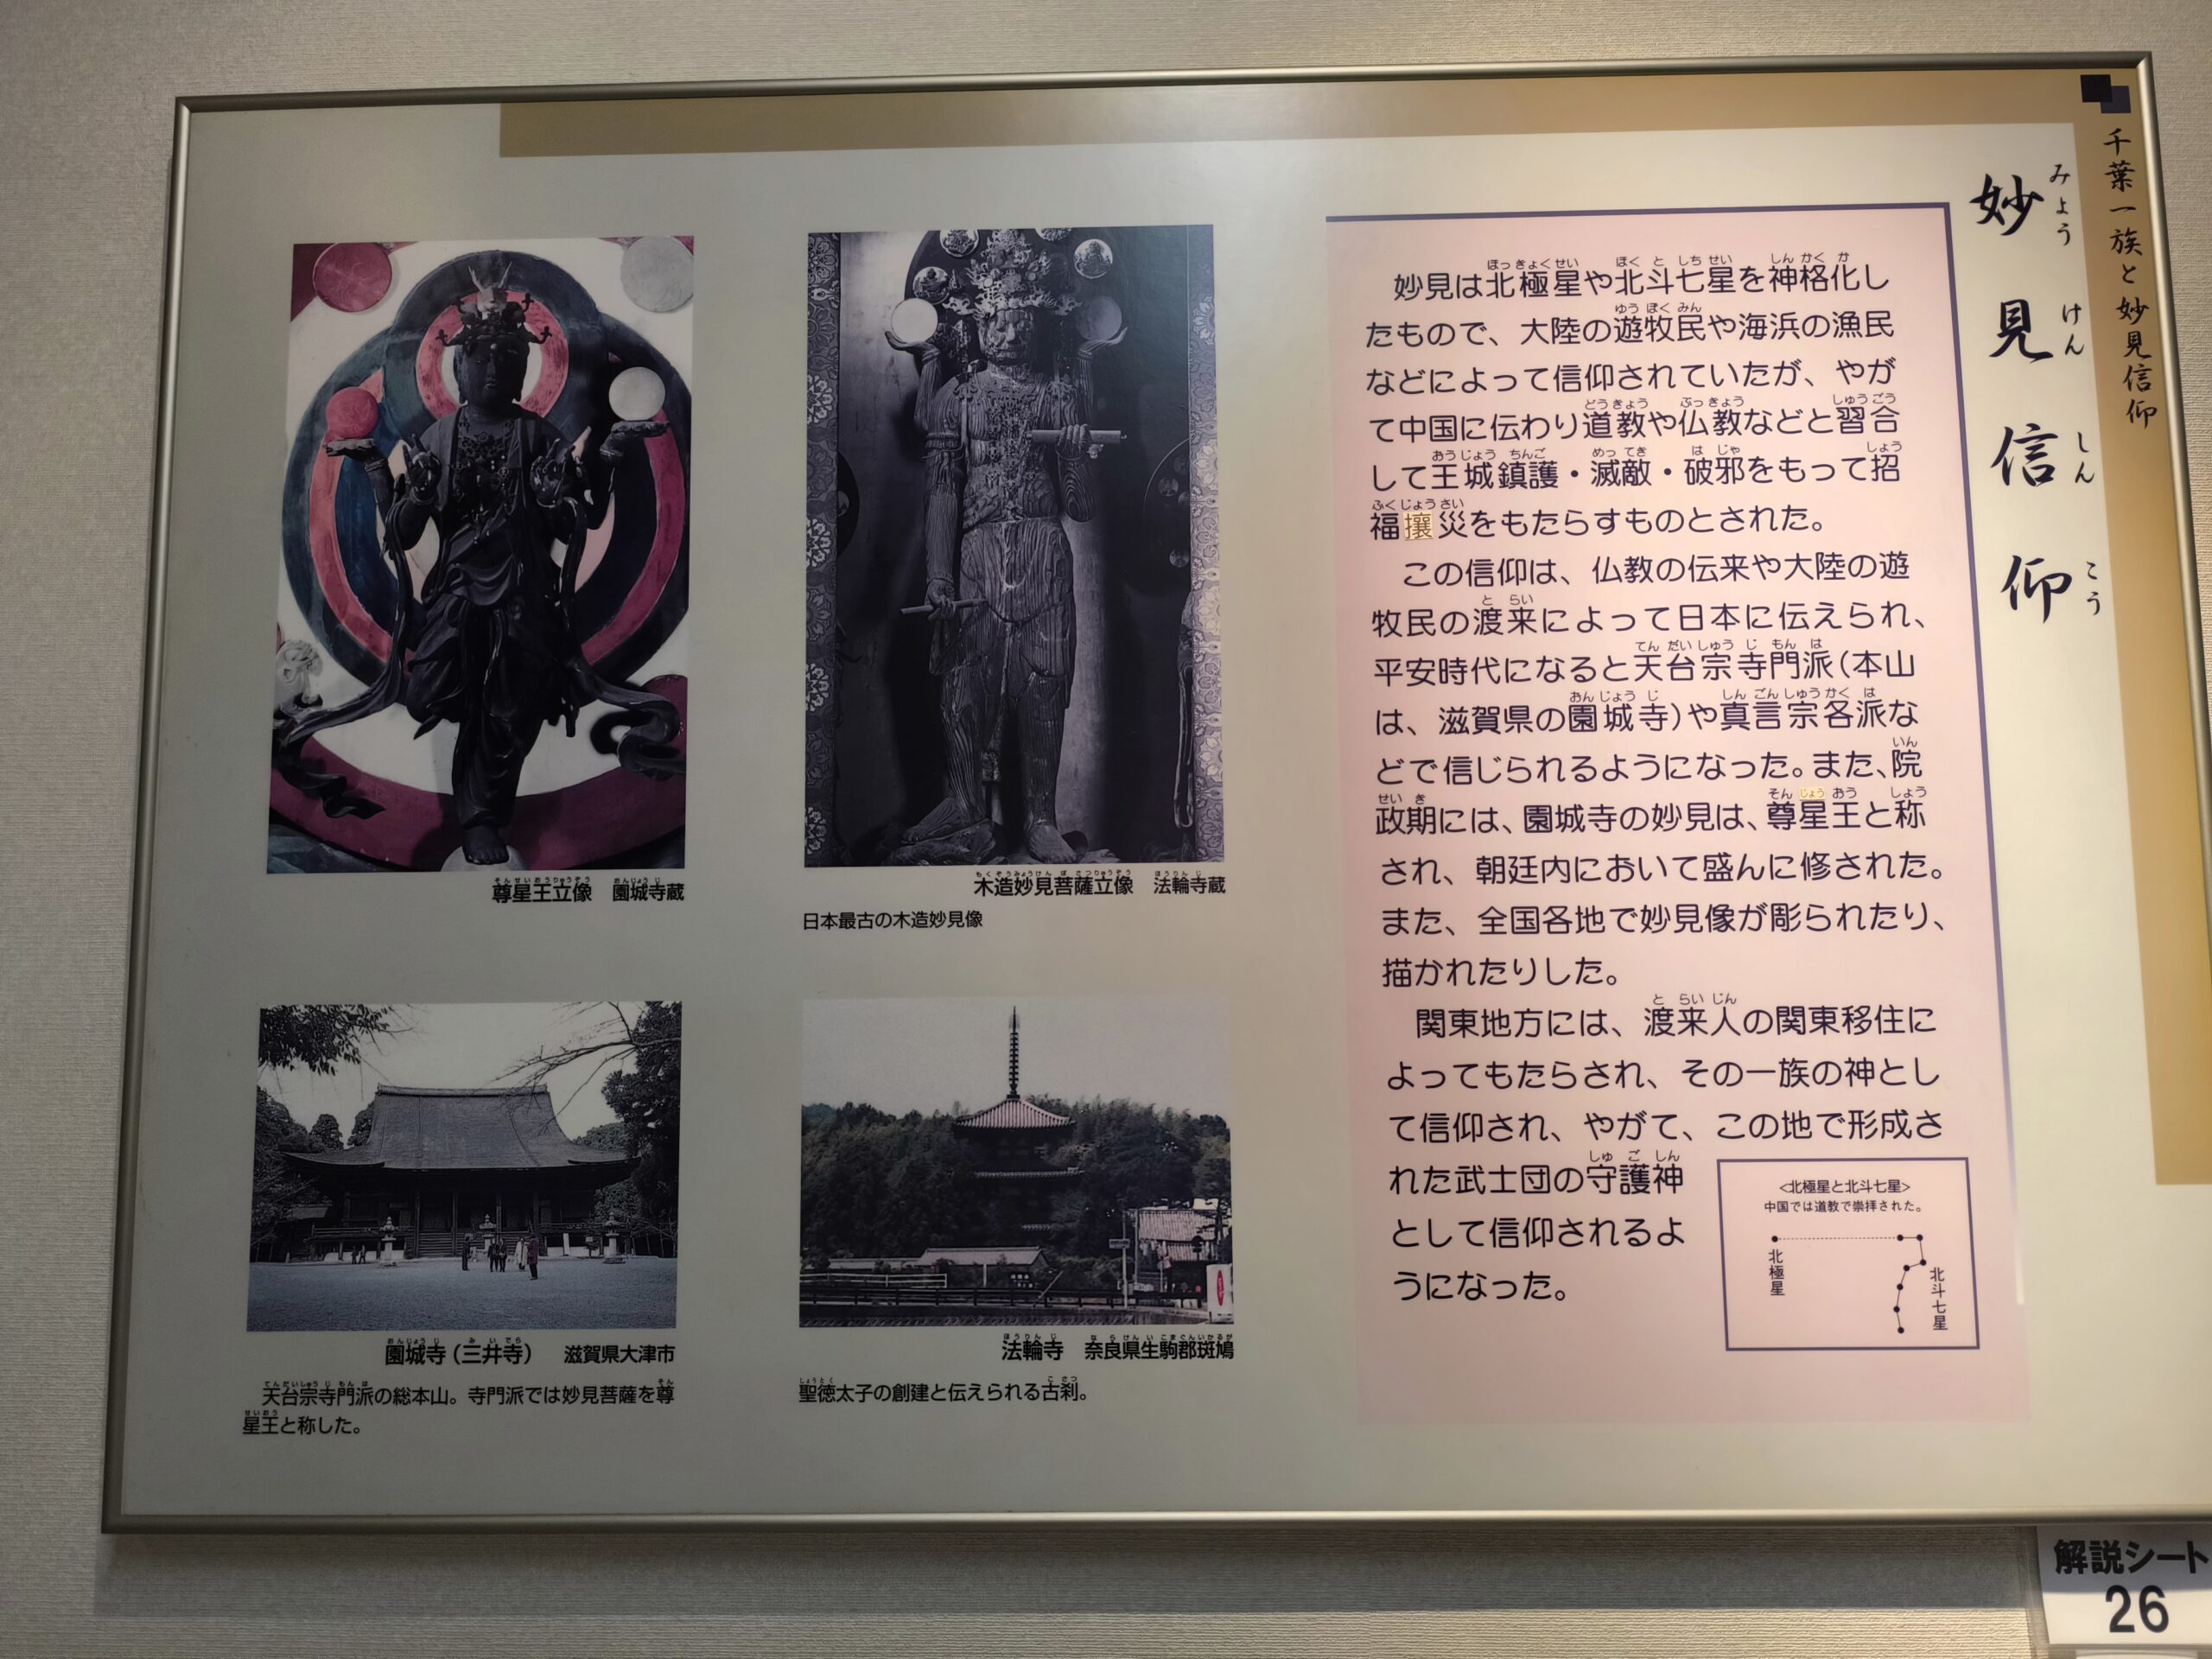 千葉一族と妙見信仰
妙見信仰
みょうけんしんこう
妙見は北極星や北斗七星を神格化し
たもので、大陸の遊牧民や海浜の漁民
などによって信仰されていたが、やが
て中国に伝わり道教や仏教などと習合
して王城鎮護・滅敵・破邪をもって招
福攘災をもたらすものとされた。
この信仰は、仏教の伝来や大陸の遊
牧民の渡来によって日本に伝えられ、
平安時代になると天台宗寺門派(本山
は、滋賀県の園城寺)や真言宗各派な
どで信じられるようになった。また、院
政期には、園城寺の妙見は、尊星王と称
され、朝廷内において盛んに修された。
また、全国各地で妙見像が彫られたり、
描かれたりした。
関東地方には、渡来人の関東移住に
よってもたらされ、その一族の神とし
て信仰され、やがて、この地で形成さ
れた武士団の守護神
として信仰されるよ
うになった。
<北極星と北斗七星>
中国では道教で崇拝された。
北極星
北斗七星
木造妙見菩薩立像 法輪寺蔵
日本最古の木造妙見像
尊星王立像 園城寺蔵
法輪寺 奈良県生駒郡斑鳩
聖徳太子の創建と伝えられる古刹。
園城寺(三井寺) 滋賀県大津市
天台宗寺門派の総本山。寺門派では妙見菩薩を尊
星王と称した。
解説シート
26